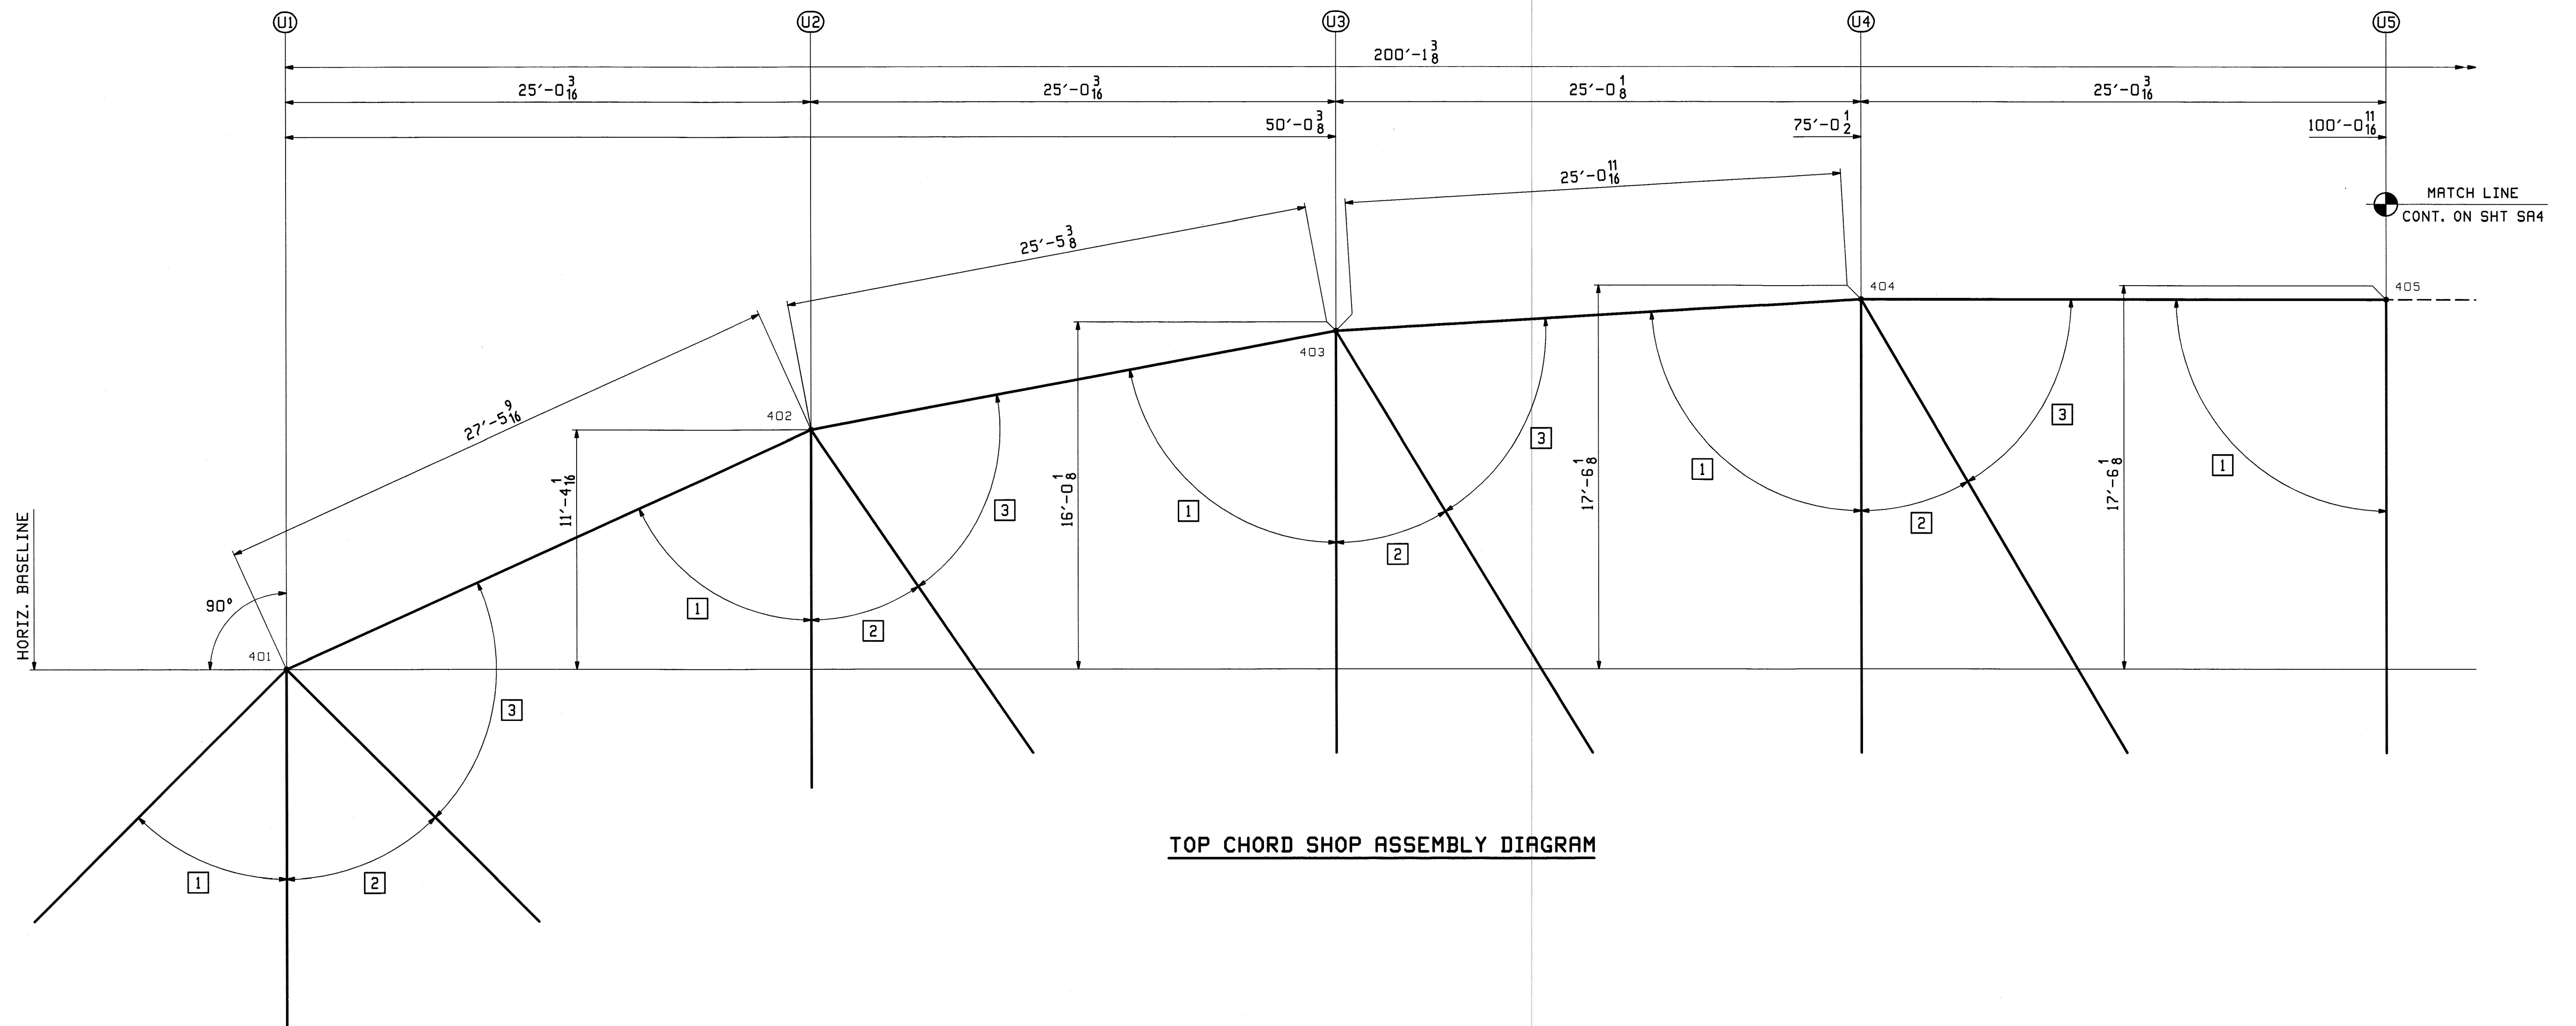 U1 U2 U3 U4 U5
200'-1 3/8
25'-0 3/16 25'-0 3/16 25'-0 1/8 25'-0 3/16
50'-0 3/8 75'-0 1/2 100'-0 11/16
25'-0 11/16
MATCH LINE
CONT. ON SHT SA4
25'-5 3/8
404 405
403
27'-5 9/16
402
3 3
11'-4 1/16 16'-0 1/8 17'-6 1/8 17'-6 1/8
1 1
3 1 2
2
HORIZ. BASELINE
90°
1 2
401
3
TOP CHORD SHOP ASSEMBLY DIAGRAM
1 2